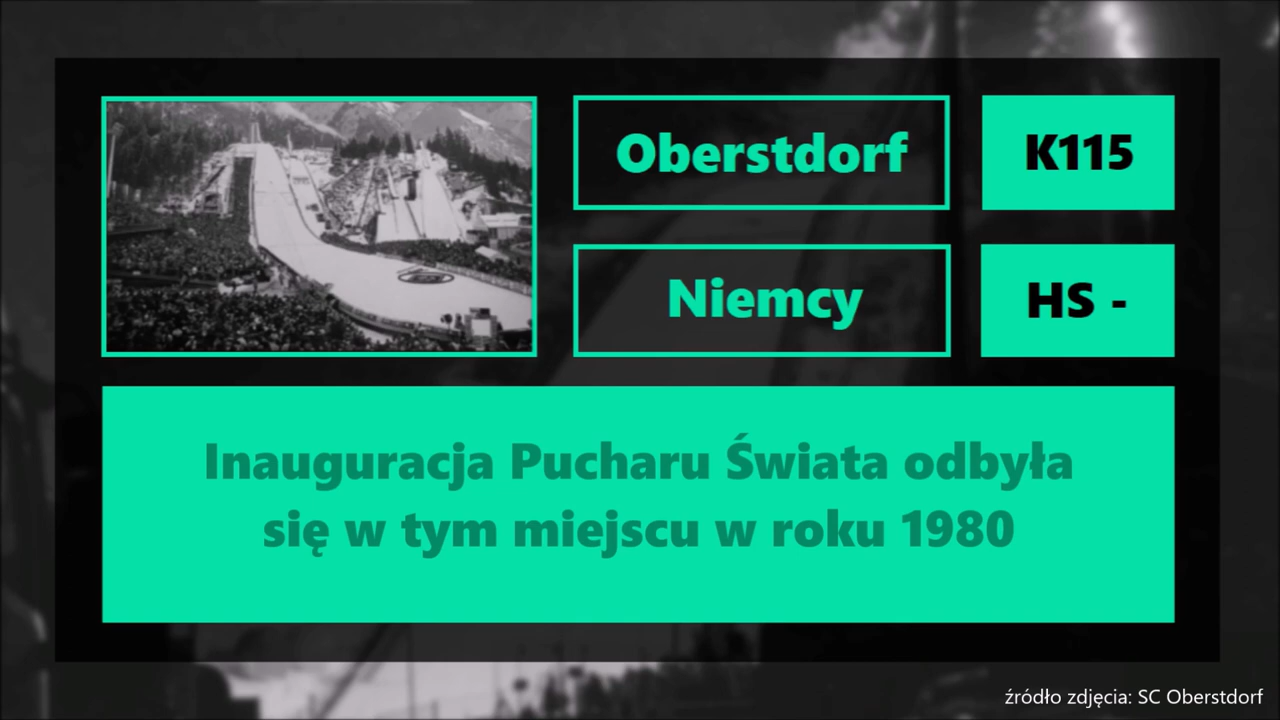 Oberstdorf
K115
Niemcy
HS -
Inauguracja Pucharu Świata odbyła
się w tym miejscu w roku 1980
źródło zdjęcia: SC Oberstdorf